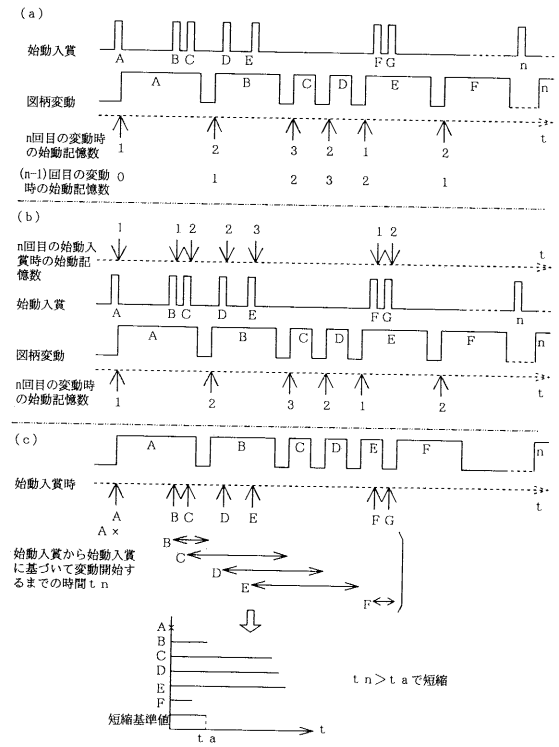 (a)
始動入賞
A B C D E F G n
図柄変動
A B C D E F n
t
n回目の変動時
の始動記憶数
1 2 3 2 1 2
(n-1)回目の変動
時の始動記憶数
0 1 2 3 2 1
(b)
1 1 2 2 3 1 2
n回目の始動入
賞時の始動記
憶数
t
始動入賞
A B C D E F G n
図柄変動
A B C D E F n
t
n回目の変動時
の始動記憶数
1 2 3 2 1 2
(c)
A B C D E F n
始動入賞時
t
A B C D E F G
A ×
B
始動入賞から始動入賞
に基づいて変動開始す
るまでの時間tn
C
D
E
F
A
B
C
D
E
F
tn>taで短縮
短縮基準値
ta
t